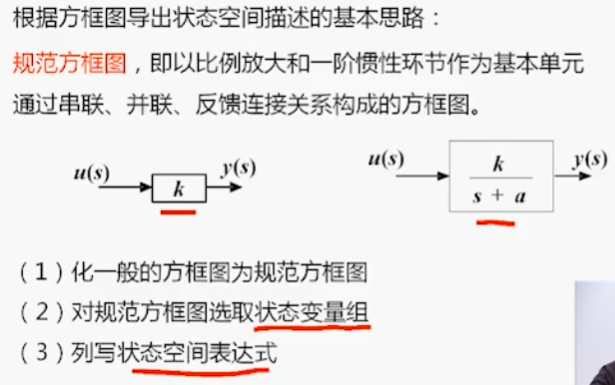 根据方框图导出状态空间描述的基本思路：
规范方框图，即以比例放大和一阶惯性环节作为基本单元
通过串联、并联、反馈连接关系构成的方框图。
u(s) k y(s)
u(s) k y(s)
s + a
（1）化一般的方框图为规范方框图
（2）对规范方框图选取状态变量组
（3）列写状态空间表达式